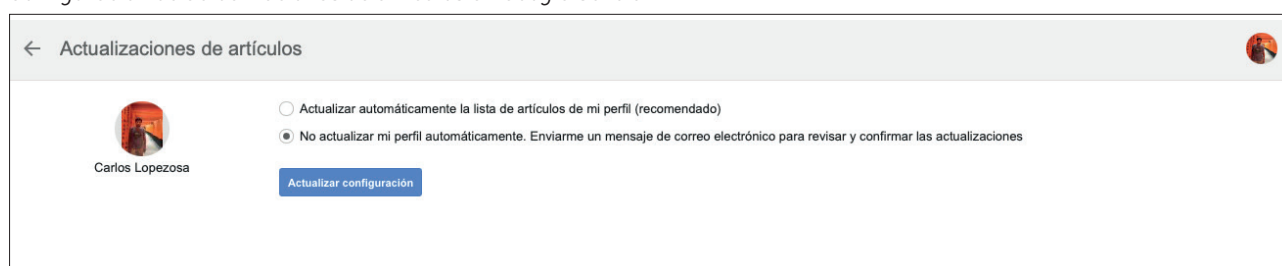 Actualizaciones de artículos
Actualizar automáticamente la lista de artículos de mi perfil (recomendado)
No actualizar mi perfil automáticamente. Enviarme un mensaje de correo electrónico para revisar y confirmar las actualizaciones
Carlos Lopezosa
Actualizar configuración